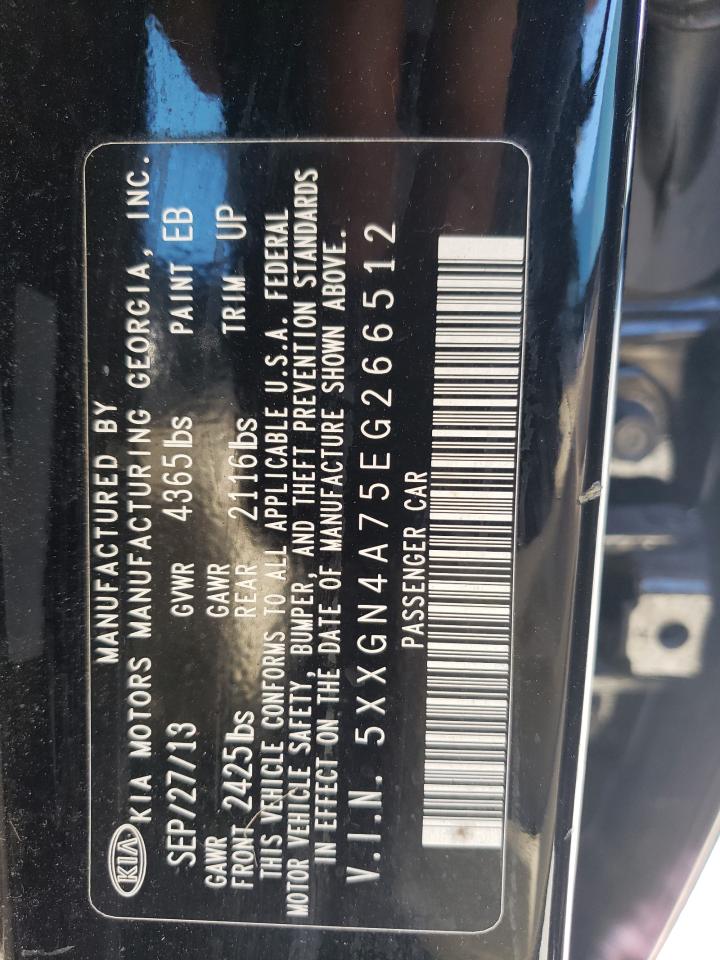 KIA
MANUFACTURED BY
KIA MOTORS MANUFACTURING GEORGIA, INC.
SEP/27/13 GVWR 4365lbs PAINT EB
GAWR FRONT 2425lbs GAWR REAR 2116lbs TRIM UP
THIS VEHICLE CONFORMS TO ALL APPLICABLE U.S.A. FEDERAL
MOTOR VEHICLE SAFETY, BUMPER, AND THEFT PREVENTION STANDARDS
IN EFFECT ON THE DATE OF MANUFACTURE SHOWN ABOVE.
V.I.N. 5XXGN4A75EG266512
PASSENGER CAR